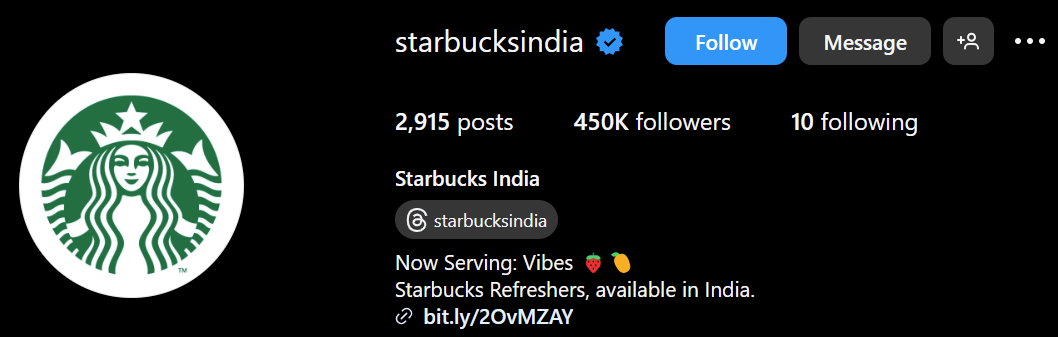 starbucksindia Follow Message
2,915 posts 450K followers 10 following
Starbucks India
starbucksindia
Now Serving: Vibes 🍓🥭
Starbucks Refreshers, available in India.
bit.ly/2OvMZAY
TM